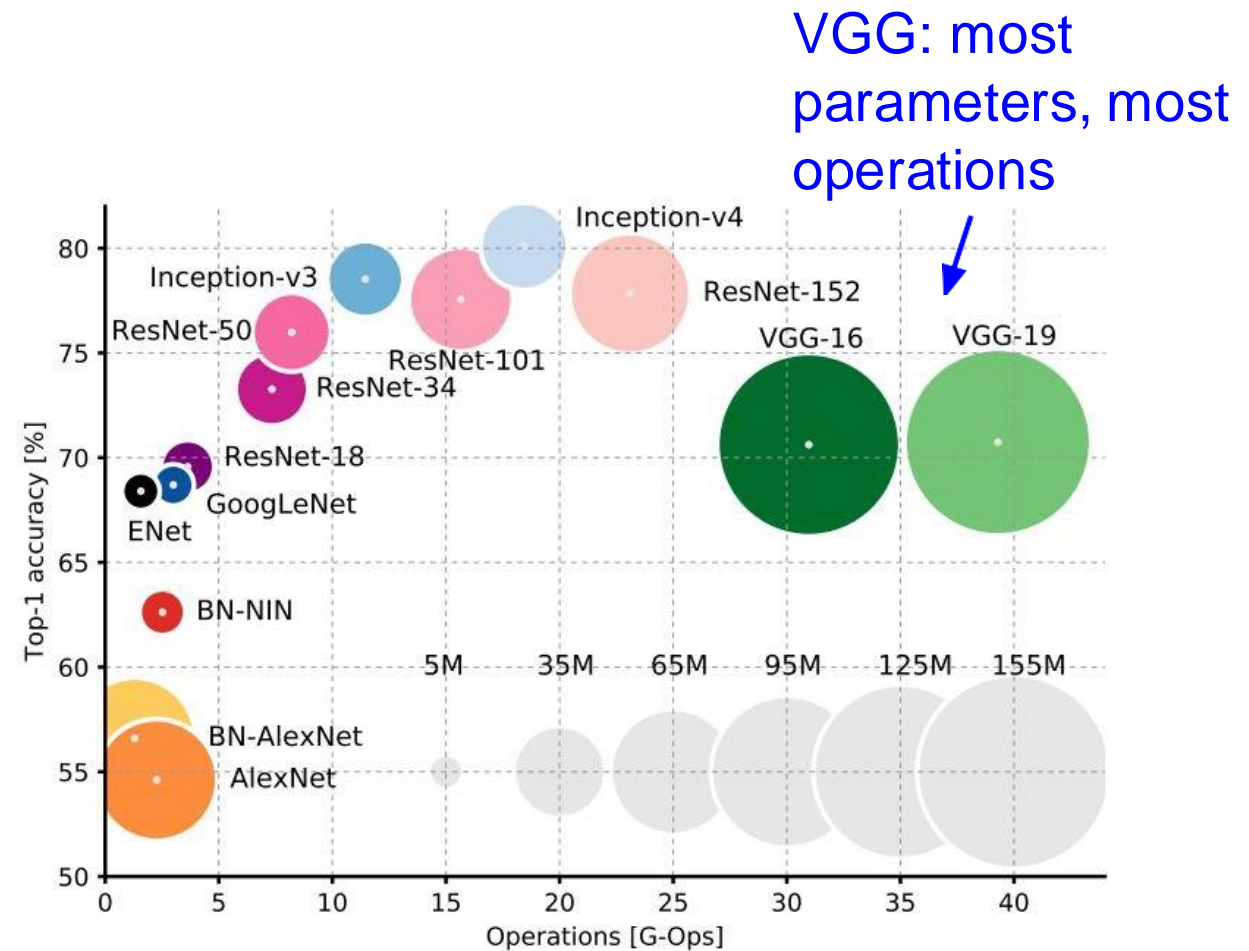 VGG: most
parameters, most
operations
Inception-v4
80
Inception-v3
ResNet-152
ResNet-50
VGG-16
VGG-19
75
ResNet-101
ResNet-34
70
ResNet-18
GoogLeNet
ENet
65
BN-NIN
60
5M 35M 65M 95M 125M 155M
BN-AlexNet
55
AlexNet
50
Top-1 accuracy [%]
0 5 10 15 20 25 30 35 40
Operations [G-Ops]